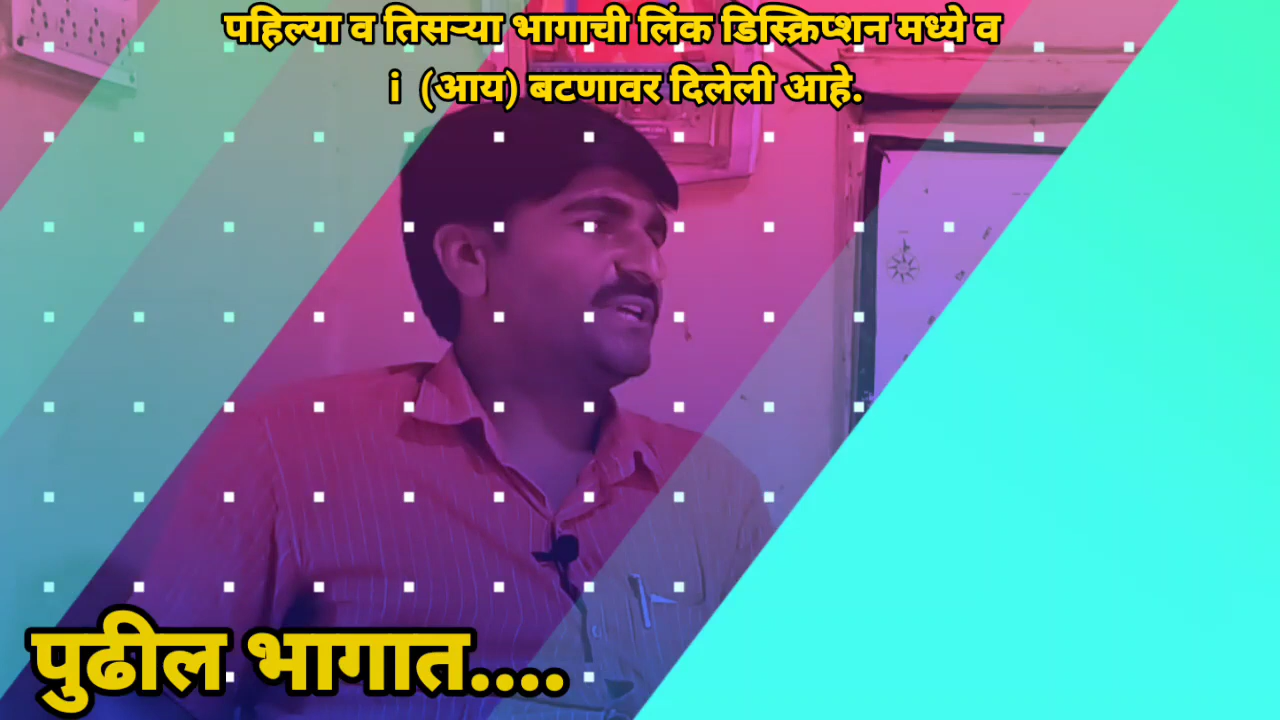 पहिल्या व तिसऱ्या भागाची लिंक डिस्क्रिप्शन मध्ये व
i (आय) बटणावर दिलेली आहे.
पुढील भागात....